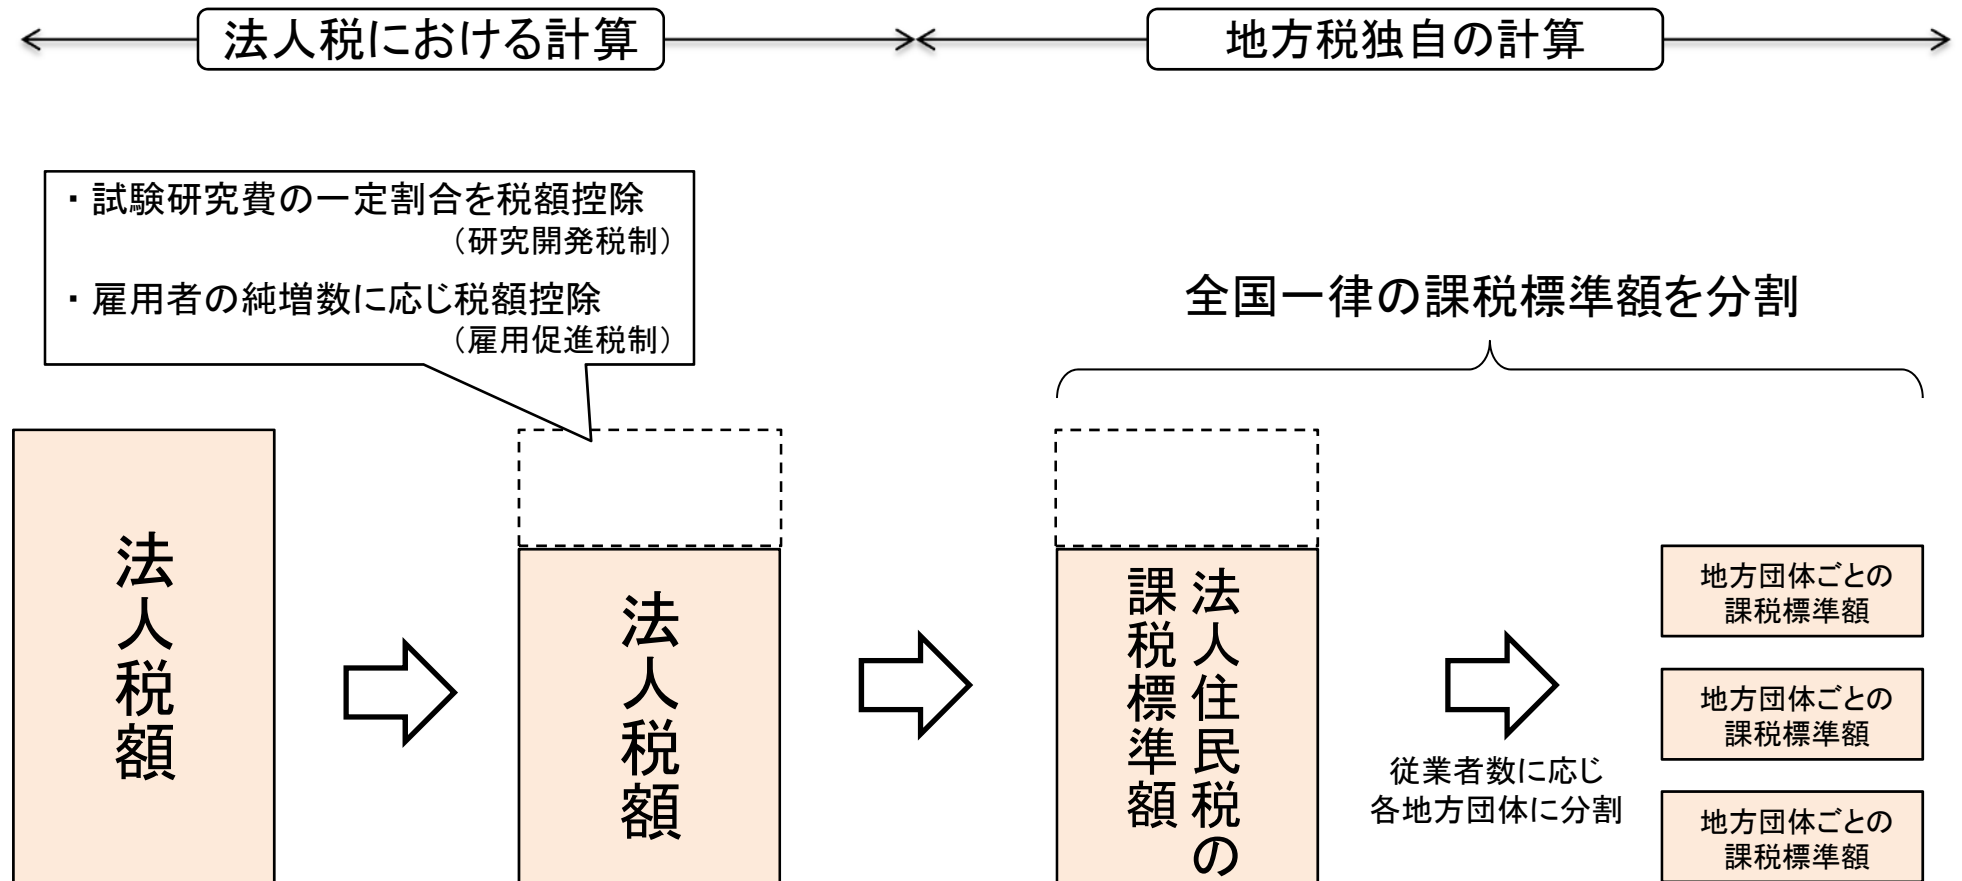 法人税における計算
地方税独自の計算
・試験研究費の一定割合を税額控除
（研究開発税制）
・雇用者の純増数に応じ税額控除
（雇用促進税制）
全国一律の課税標準額を分割
法人税額
法人税額
法人住民税の
課税標準額
従業者数に応じ
各地方団体に分割
地方団体ごとの
課税標準額
地方団体ごとの
課税標準額
地方団体ごとの
課税標準額